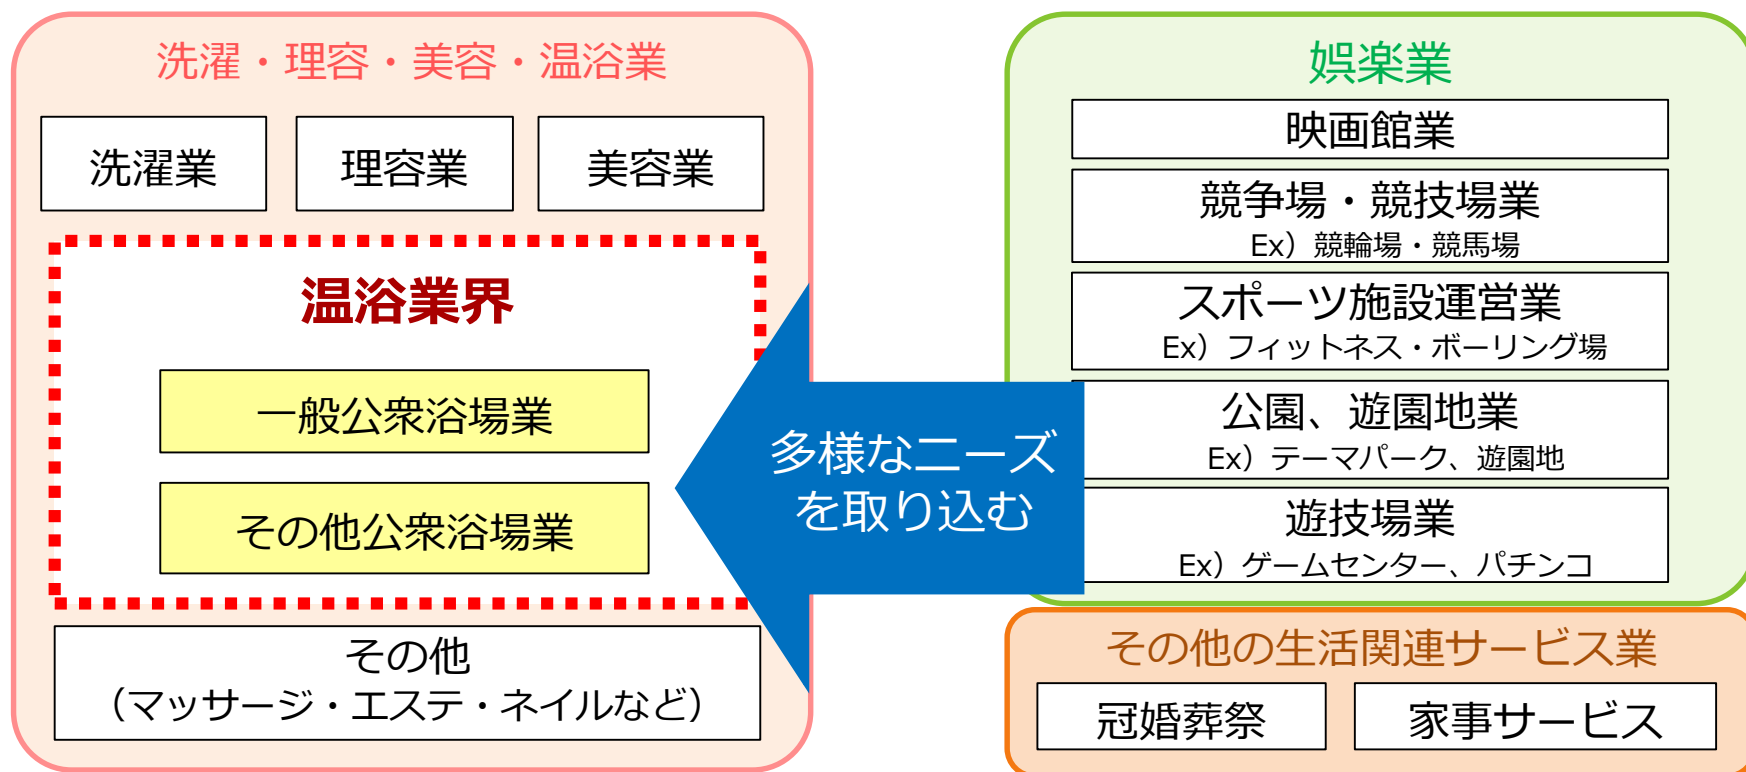 洗濯・理容・美容・温浴業
洗濯業
理容業
美容業
温浴業界
一般公衆浴場業
その他公衆浴場業
その他
（マッサージ・エステ・ネイルなど）
多様なニーズ
を取り込む
娯楽業
映画館業
競争場・競技場業
Ex）競輪場・競馬場
スポーツ施設運営業
Ex）フィットネス・ボーリング場
公園、遊園地業
Ex）テーマパーク、遊園地
遊技場業
Ex）ゲームセンター、パチンコ
その他の生活関連サービス業
冠婚葬祭
家事サービス